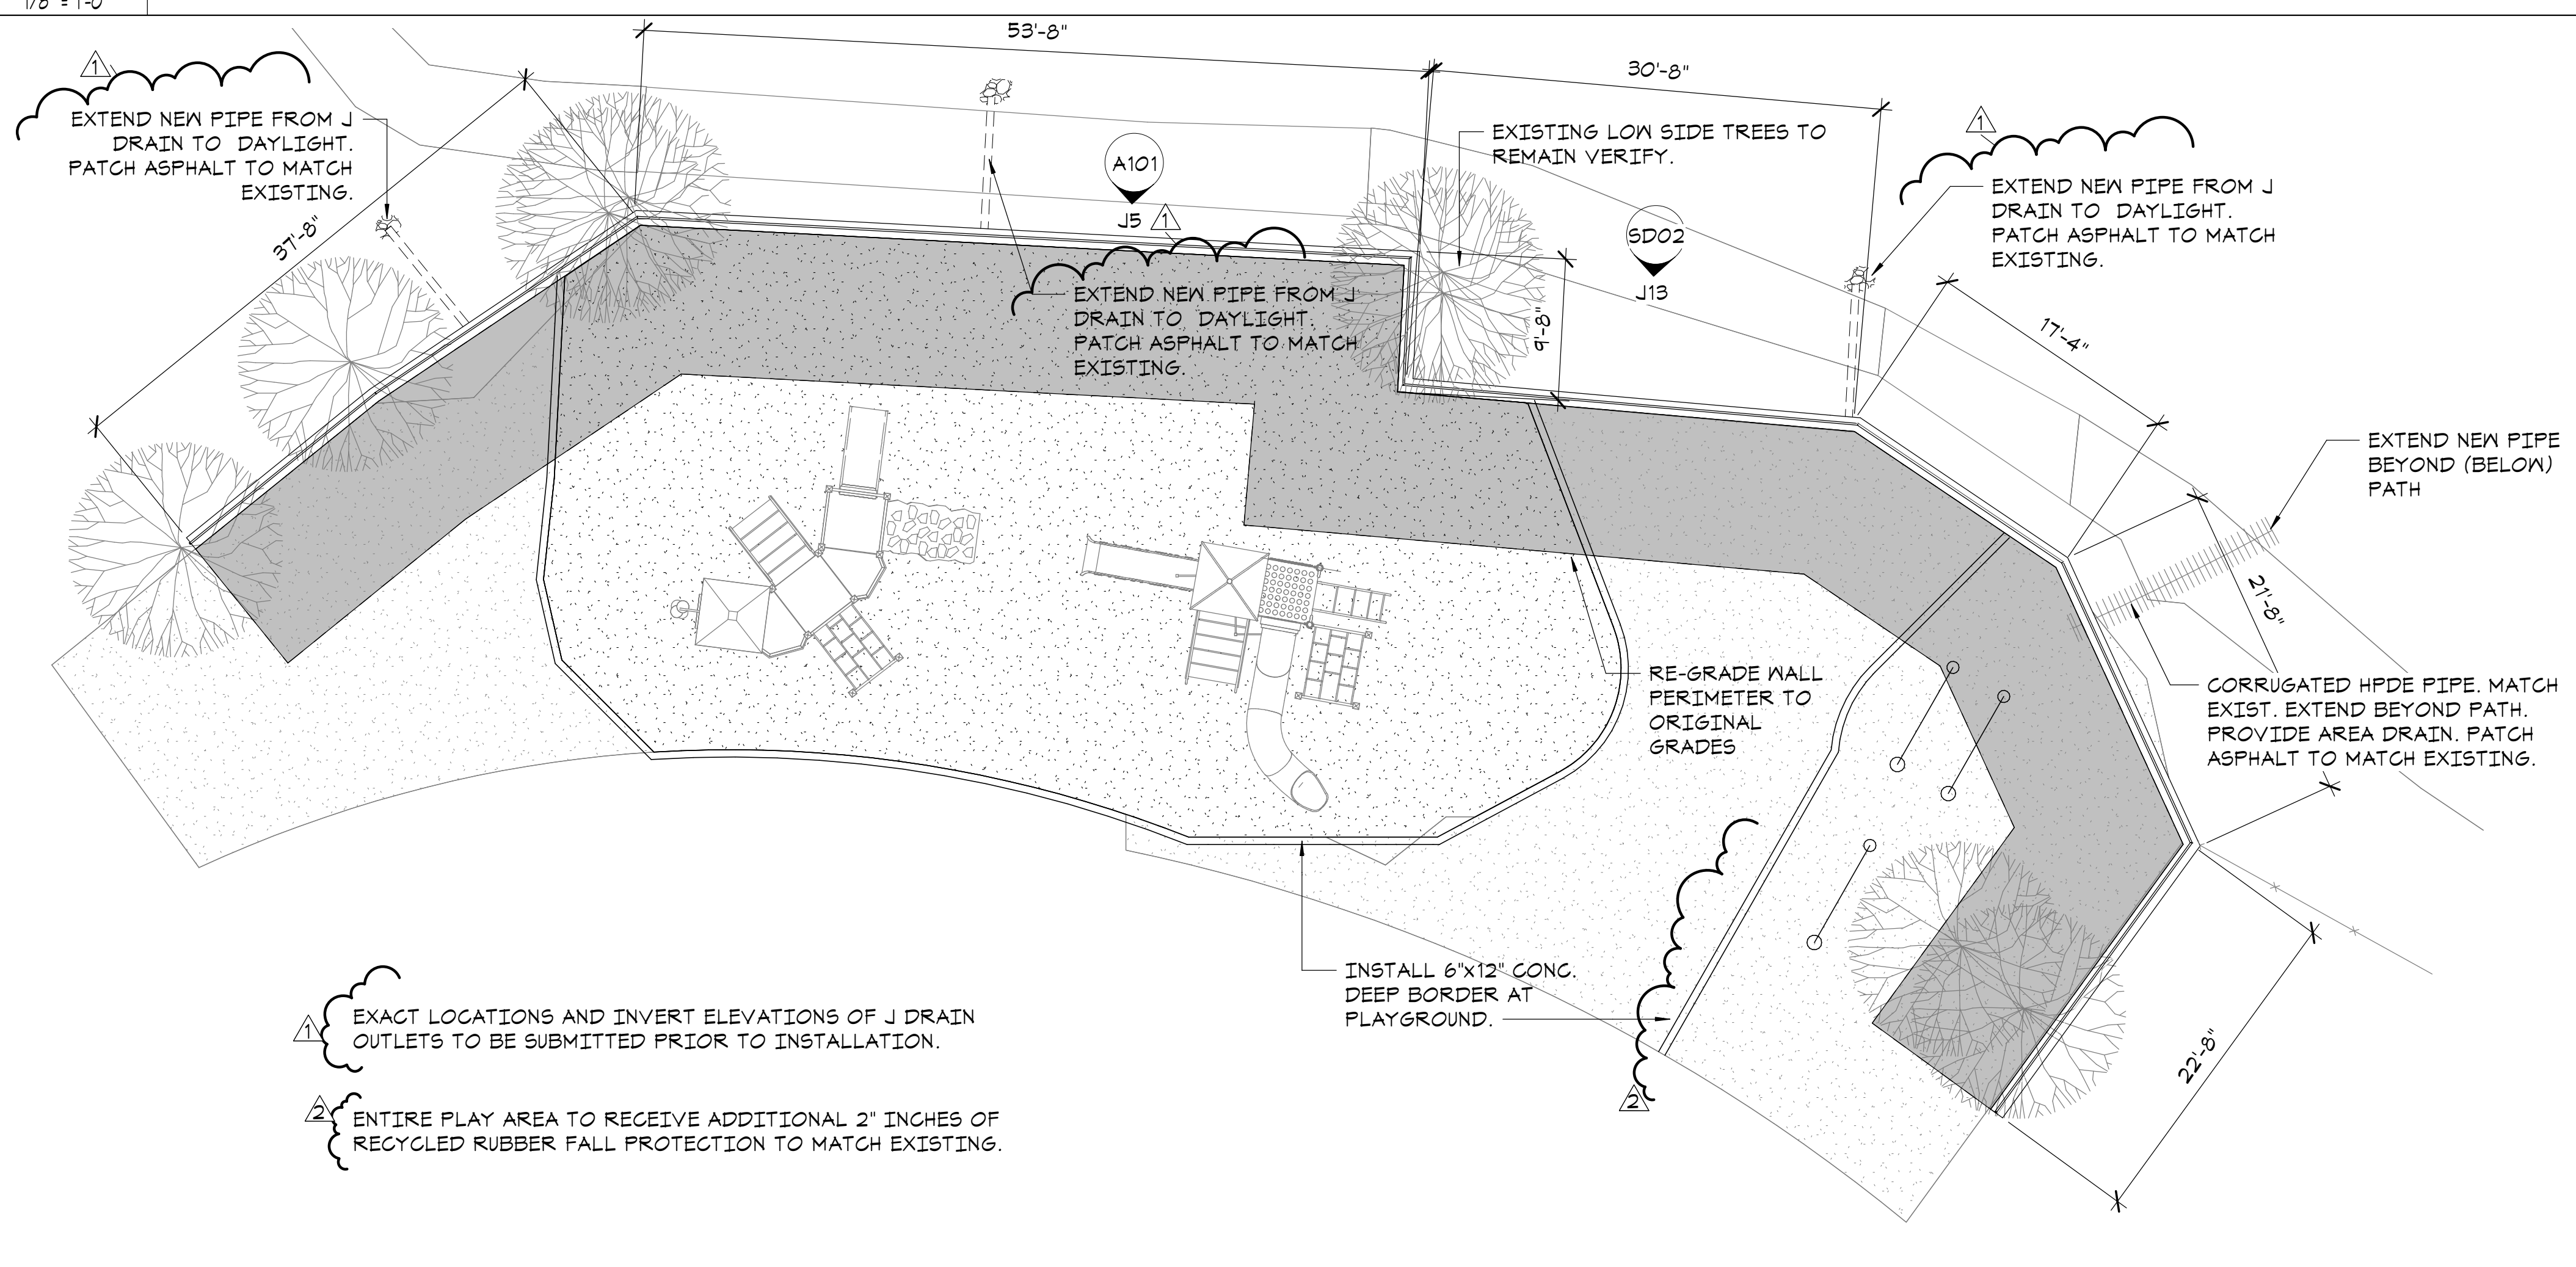 1/8" = 1'-0"
53'-8"
30'-8"
1
EXTEND NEW PIPE FROM J
DRAIN TO DAYLIGHT.
PATCH ASPHALT TO MATCH
EXISTING.
37'-8"
A101
J5
1
EXTEND NEW PIPE FROM J
DRAIN TO DAYLIGHT.
PATCH ASPHALT TO MATCH
EXISTING.
EXISTING LOW SIDE TREES TO
REMAIN VERIFY.
SD02
J13
9'-8"
1
EXTEND NEW PIPE FROM J
DRAIN TO DAYLIGHT.
PATCH ASPHALT TO MATCH
EXISTING.
17'-4"
EXTEND NEW PIPE
BEYOND (BELOW)
PATH
21'-8"
CORRUGATED HPDE PIPE. MATCH
EXIST. EXTEND BEYOND PATH.
PROVIDE AREA DRAIN. PATCH
ASPHALT TO MATCH EXISTING.
RE-GRADE WALL
PERIMETER TO
ORIGINAL
GRADES
INSTALL 6"x12" CONC.
DEEP BORDER AT
PLAYGROUND.
2
22'-8"
1
EXACT LOCATIONS AND INVERT ELEVATIONS OF J DRAIN
OUTLETS TO BE SUBMITTED PRIOR TO INSTALLATION.
2
ENTIRE PLAY AREA TO RECEIVE ADDITIONAL 2" INCHES OF
RECYCLED RUBBER FALL PROTECTION TO MATCH EXISTING.